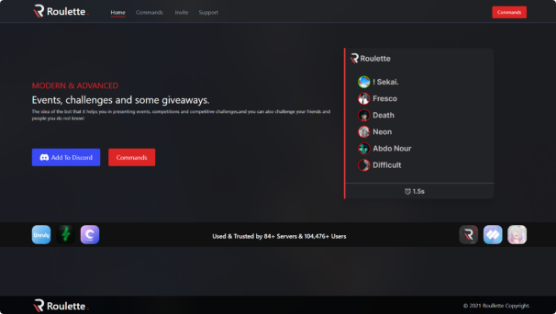 Roulette.
Home Commands Invite Support
Commands
Roulette
MODERN & ADVANCED
Events, challenges and some giveaways.
The idea of the bot that it helps you in presenting events, competitions and competitive challenges,and you can also challenge your friends and
people you do not know!
Add To Discord
Commands
! Sekai.
Fresco
Death
Neon
Abdo Nour
Difficult
1.5s
Used & Trusted by 84+ Servers & 104,476+ Users
Roulette.
© 2021 Roulette Copyright.